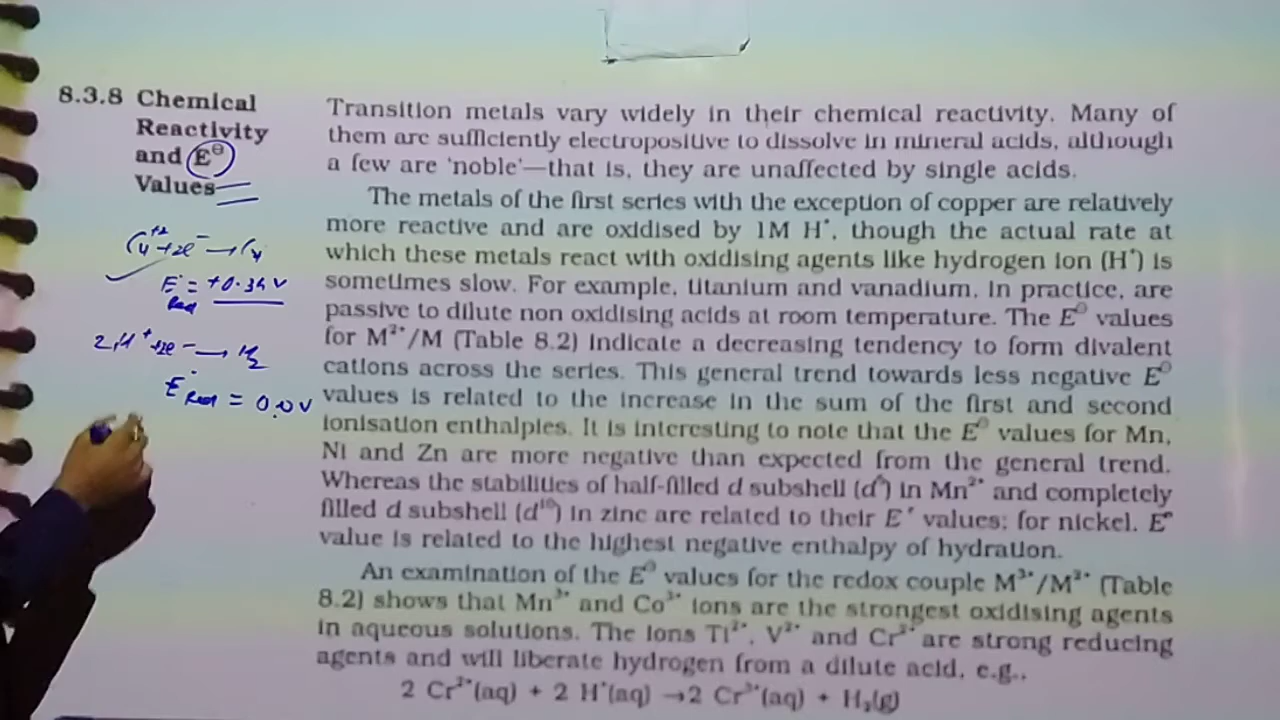 8.3.8 Chemical
Reactivity
and E⊖
Values
Cu⁺² + 2e⁻ → Cu
E°Red = +0.34 V
2H⁺ + 2e⁻ → H₂
E°Red = 0.0 V
Transition metals vary widely in their chemical reactivity. Many of
them are sufficiently electropositive to dissolve in mineral acids, although
a few are ‘noble’—that is, they are unaffected by single acids.
The metals of the first series with the exception of copper are relatively
more reactive and are oxidised by 1M H⁺, though the actual rate at
which these metals react with oxidising agents like hydrogen ion (H⁺) is
sometimes slow. For example, titanium and vanadium, in practice, are
passive to dilute non oxidising acids at room temperature. The E⊖ values
for M²⁺/M (Table 8.2) indicate a decreasing tendency to form divalent
cations across the series. This general trend towards less negative E⊖
values is related to the increase in the sum of the first and second
ionisation enthalpies. It is interesting to note that the E⊖ values for Mn,
Ni and Zn are more negative than expected from the general trend.
Whereas the stabilities of half-filled d subshell (d⁵) in Mn²⁺ and completely
filled d subshell (d¹⁰) in zinc are related to their E° values; for nickel, E°
value is related to the highest negative enthalpy of hydration.
An examination of the E⊖ values for the redox couple M³⁺/M²⁺ (Table
8.2) shows that Mn³⁺ and Co³⁺ ions are the strongest oxidising agents
in aqueous solutions. The ions Ti²⁺, V²⁺ and Cr²⁺ are strong reducing
agents and will liberate hydrogen from a dilute acid, e.g.,
2 Cr²⁺(aq) + 2 H⁺(aq) →2 Cr³⁺(aq) + H₂(g)